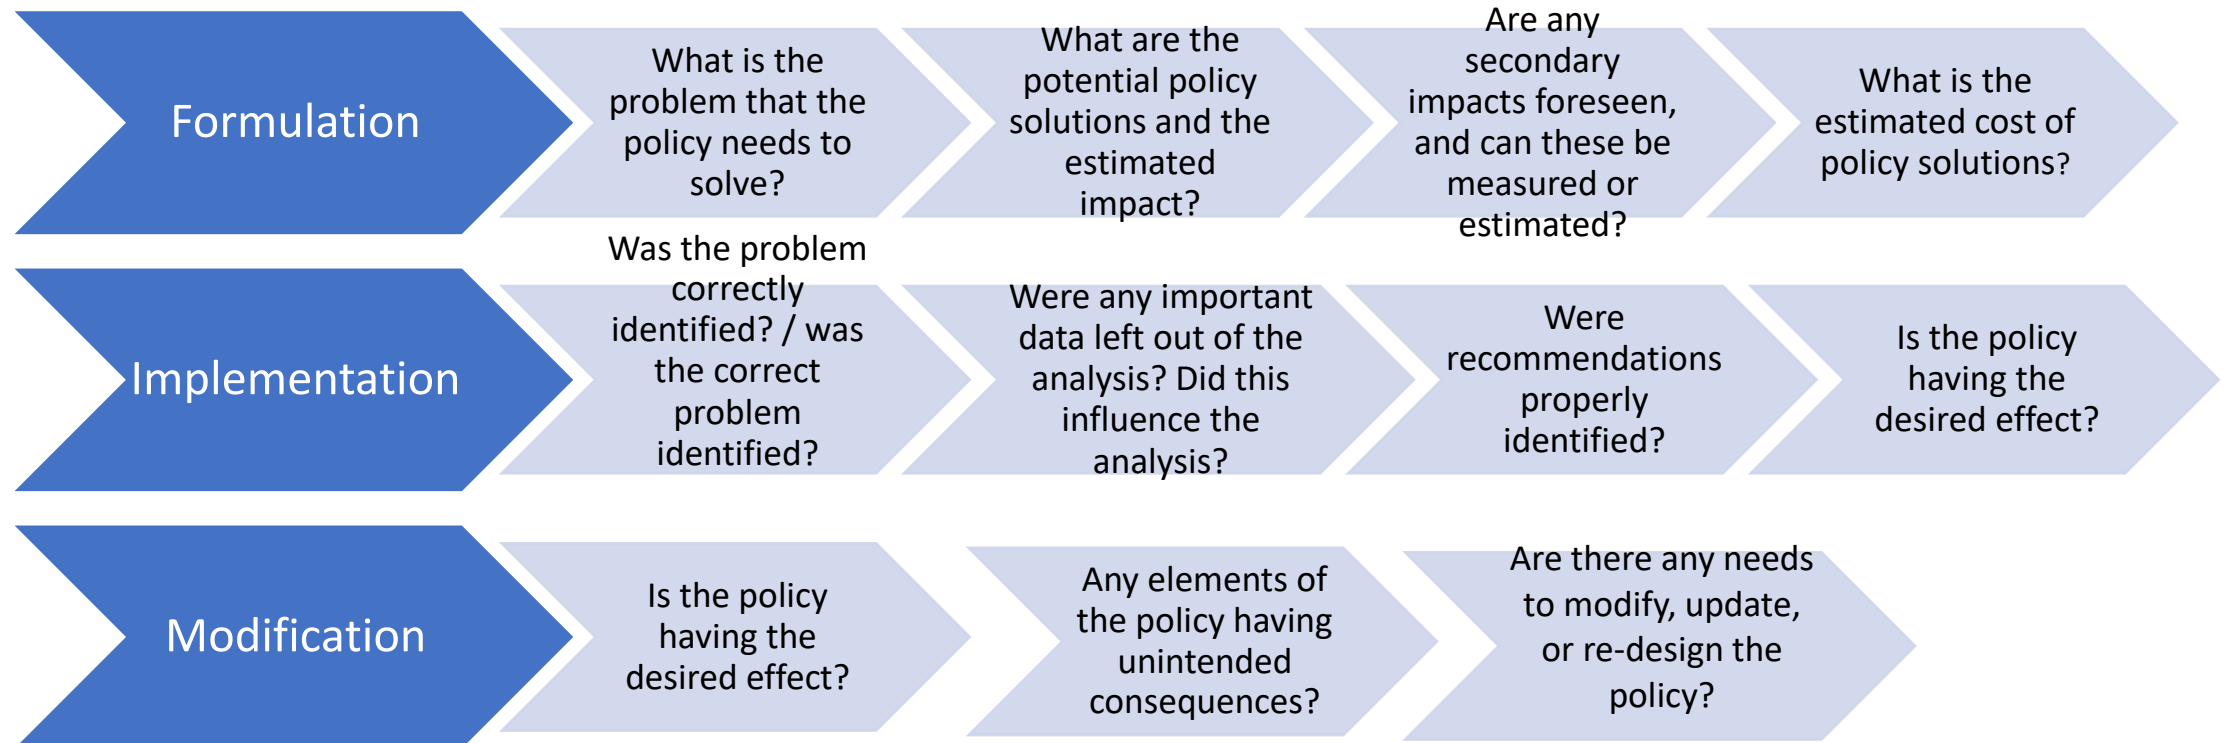 Formulation
What is the
problem that the
policy needs to
solve?
What are the
potential policy
solutions and the
estimated
impact?
Are any
secondary
impacts foreseen,
and can these be
measured or
estimated?
What is the
estimated cost of
policy solutions?
Implementation
Was the problem
correctly
identified? / was
the correct
problem
identified?
Were any important
data left out of the
analysis? Did this
influence the
analysis?
Were
recommendations
properly
identified?
Is the policy
having the
desired effect?
Modification
Is the policy
having the
desired effect?
Any elements of
the policy having
unintended
consequences?
Are there any needs
to modify, update,
or re-design the
policy?